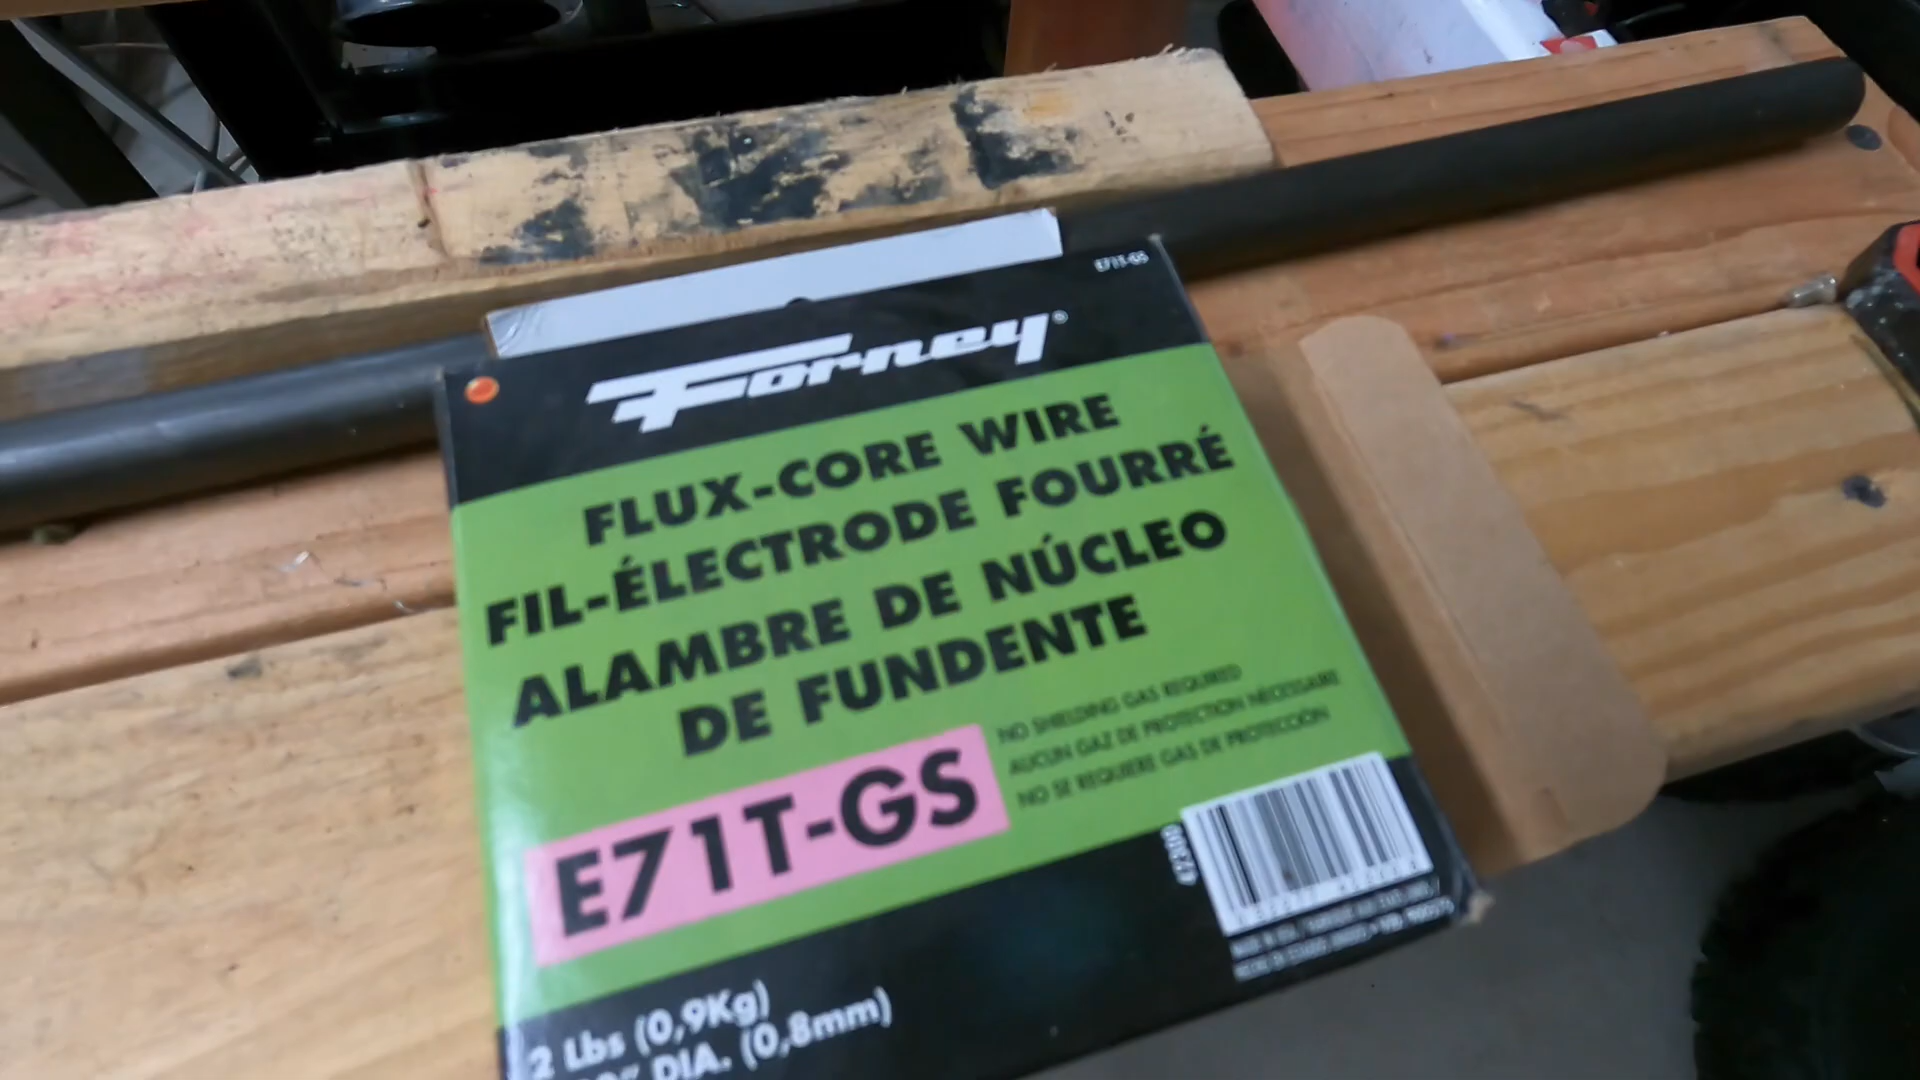 E71T-GS
Forney®
FLUX-CORE WIRE
FIL-ÉLECTRODE FOURRÉ
ALAMBRE DE NÚCLEO
DE FUNDENTE
NO SHIELDING GAS REQUIRED
AUCUN GAZ DE PROTECTION NÉCESSAIRE
NO SE REQUIERE GAS DE PROTECCIÓN
E71T-GS
42300
2 Lbs (0,9Kg)
DIA. (0,8mm)